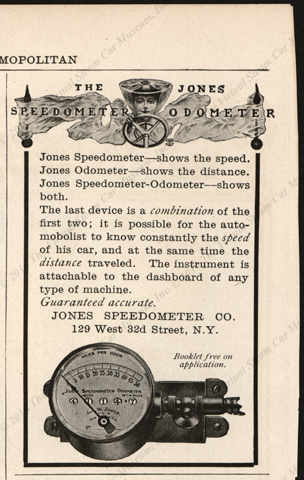 MOPOLITAN
THE JONES
SPEEDOMETER ODOMETER
Jones Speedometer—shows the speed.
Jones Odometer—shows the distance.
Jones Speedometer-Odometer—shows
both.
The last device is a combination of the
first two; it is possible for the auto-
mobolist to know constantly the speed
of his car, and at the same time the
distance traveled. The instrument is
attachable to the dashboard of any
type of machine.
Guaranteed accurate.
JONES SPEEDOMETER CO.
129 West 32d Street, N.Y.
Booklet free on
application.
MILES PER HOUR
JONES SPEEDOMETER ODOMETER